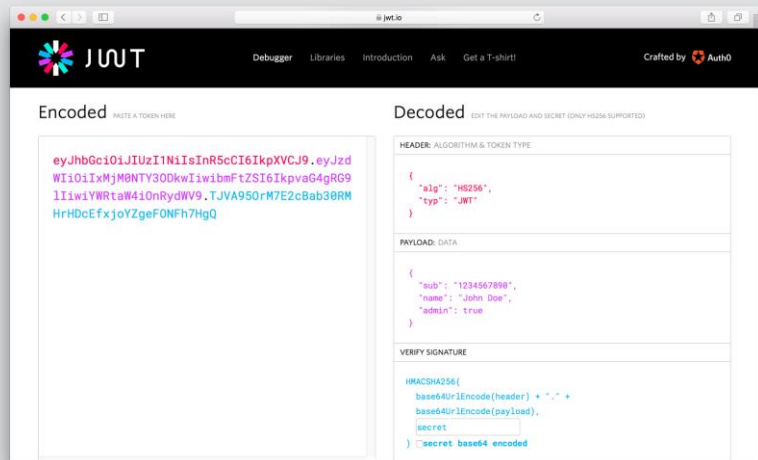 jwt.io
JWT
Debugger Libraries Introduction Ask Get a T-shirt!
Crafted by Auth0
Encoded PASTE A TOKEN HERE
eyJhbGciOiJIUzI1NiIsInR5cCI6IkpXVCJ9.eyJzd
WIiOiIxMjM0NTY3ODkwIiwibmFtZSI6IkpvaG4gRG9
lIiwiYWRtaW4iOnRydWV9.TJVA95OrM7E2cBab30RM
HrHDcEfxjoYZgeFONFh7HgQ
Decoded EDIT THE PAYLOAD AND SECRET (ONLY HS256 SUPPORTED)
HEADER: ALGORITHM & TOKEN TYPE
{
"alg": "HS256",
"typ": "JWT"
}
PAYLOAD: DATA
{
"sub": "1234567890",
"name": "John Doe",
"admin": true
}
VERIFY SIGNATURE
HMACSHA256(
base64UrlEncode(header) + "." +
base64UrlEncode(payload),
secret
) secret base64 encoded